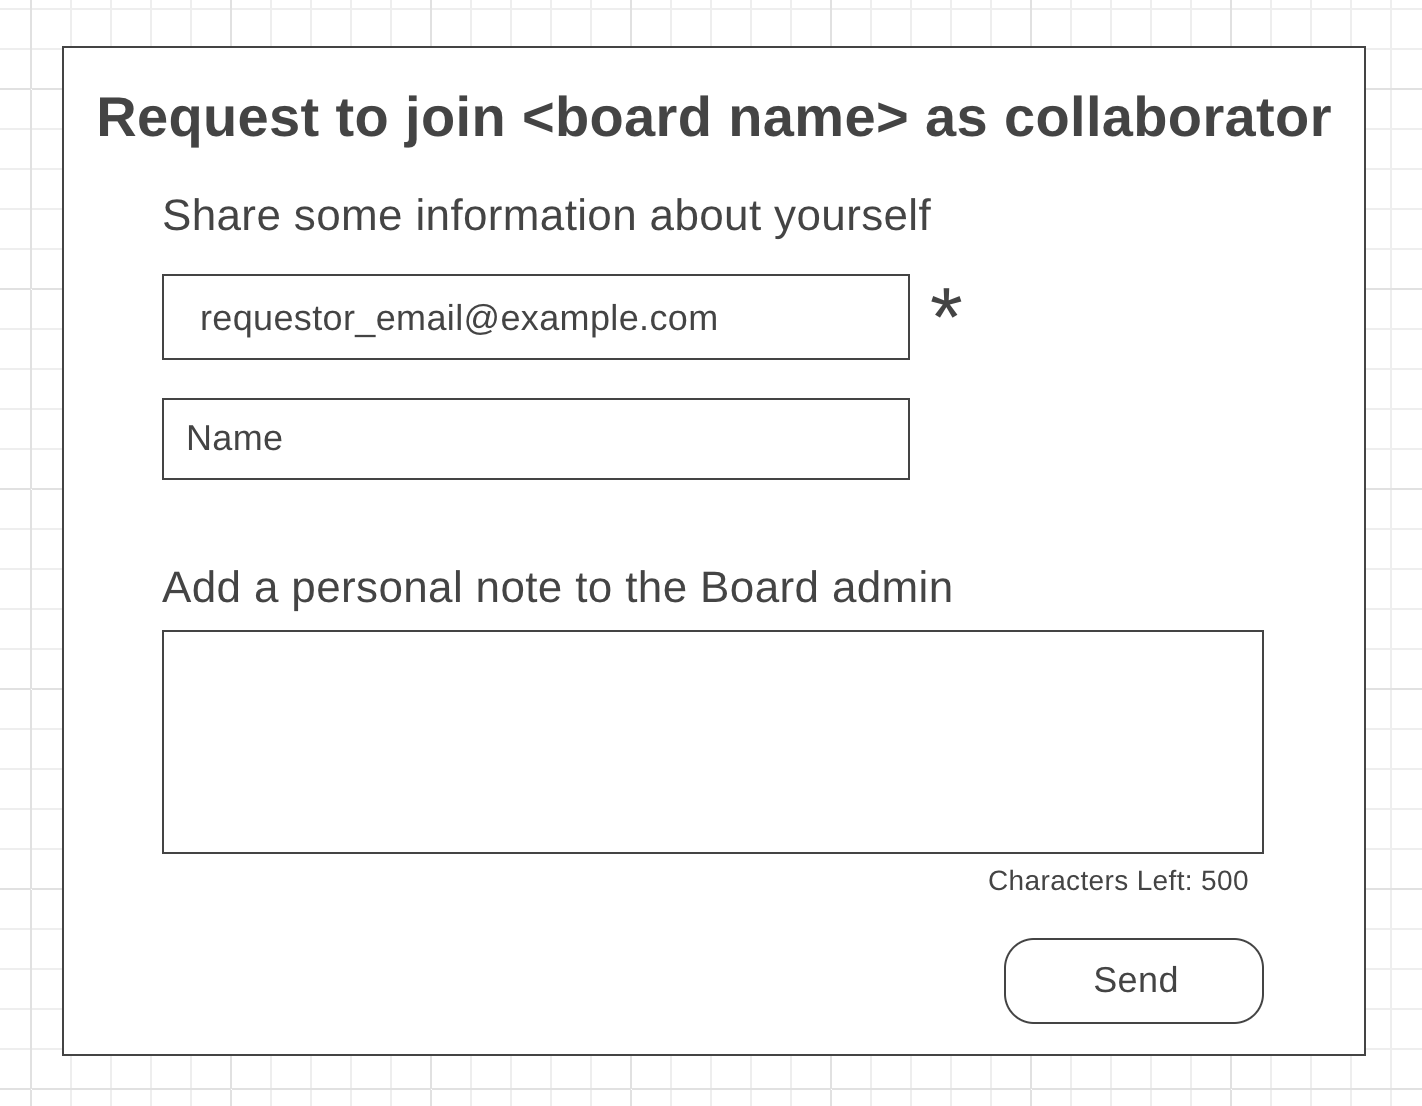 Request to join <board name> as collaborator
Share some information about yourself
requestor_email@example.com *
Name
Add a personal note to the Board admin
Characters Left: 500
Send